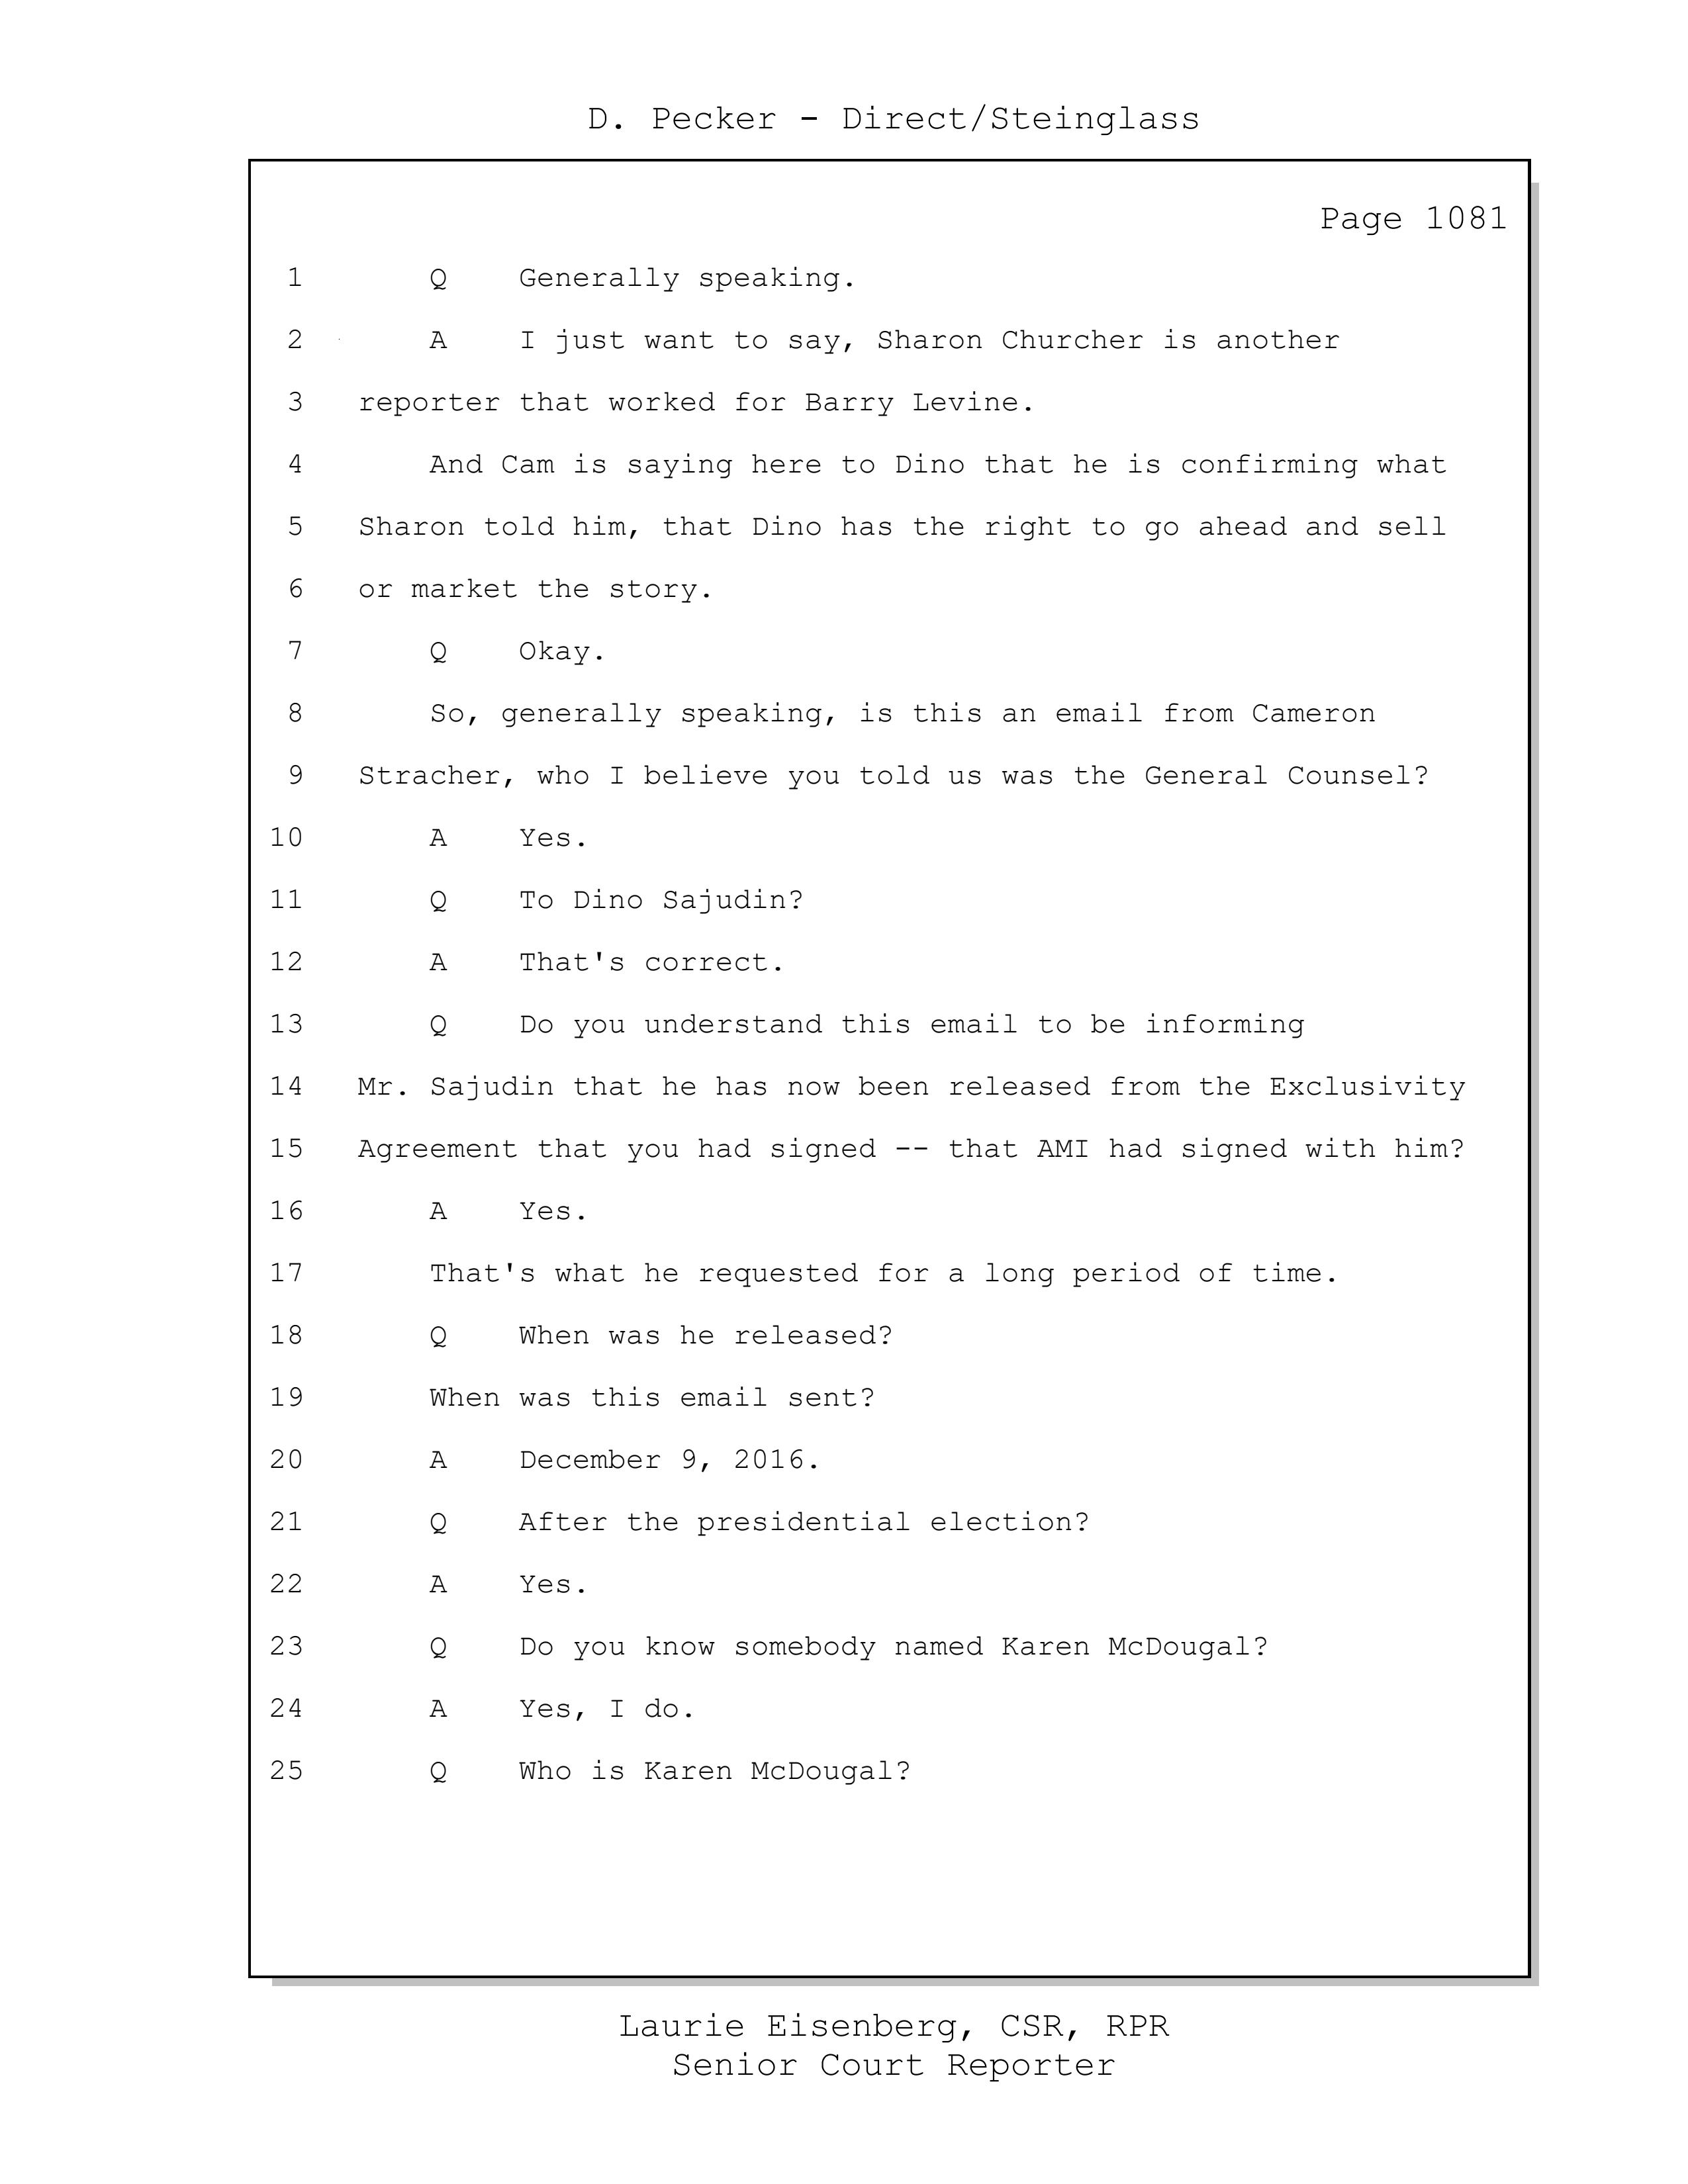 D. Pecker - Direct/Steinglass
Page 1081
1 Q Generally speaking.
2 A I just want to say, Sharon Churcher is another
3 reporter that worked for Barry Levine.
4 And Cam is saying here to Dino that he is confirming what
5 Sharon told him, that Dino has the right to go ahead and sell
6 or market the story.
7 Q Okay.
8 So, generally speaking, is this an email from Cameron
9 Stracher, who I believe you told us was the General Counsel?
10 A Yes.
11 Q To Dino Sajudin?
12 A That's correct.
13 Q Do you understand this email to be informing
14 Mr. Sajudin that he has now been released from the Exclusivity
15 Agreement that you had signed -- that AMI had signed with him?
16 A Yes.
17 That's what he requested for a long period of time.
18 Q When was he released?
19 When was this email sent?
20 A December 9, 2016.
21 Q After the presidential election?
22 A Yes.
23 Q Do you know somebody named Karen McDougal?
24 A Yes, I do.
25 Q Who is Karen McDougal?
Laurie Eisenberg, CSR, RPR
Senior Court Reporter